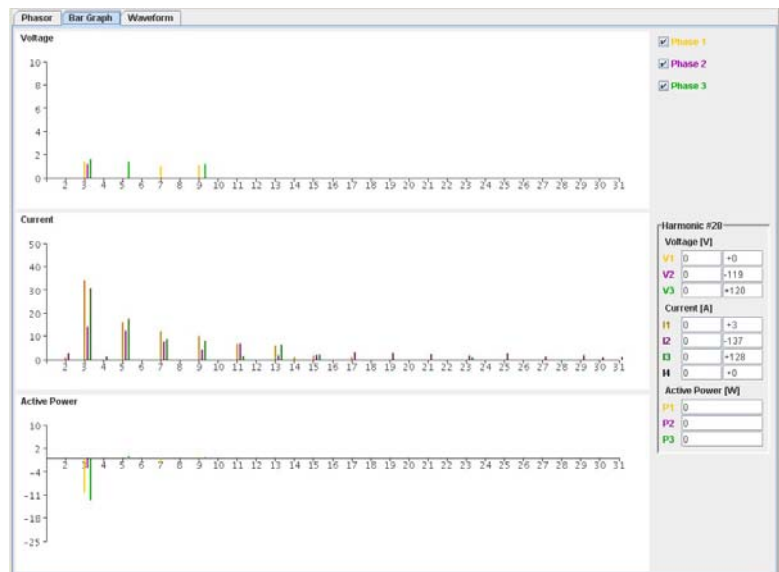 Phasor Bar Graph Waveform
Voltage
Phase 1
Phase 2
Phase 3
10
8
6
4
2
0
2 3 4 5 6 7 8 9 10 11 12 13 14 15 16 17 18 19 20 21 22 23 24 25 26 27 28 29 30 31
Current
50
40
30
20
10
0
2 3 4 5 6 7 8 9 10 11 12 13 14 15 16 17 18 19 20 21 22 23 24 25 26 27 28 29 30 31
Active Power
10
2
-4
-11
-18
-25
2 3 4 5 6 7 8 9 10 11 12 13 14 15 16 17 18 19 20 21 22 23 24 25 26 27 28 29 30 31
Harmonic #28
Voltage [V]
V1 0 +0
V2 0 -119
V3 0 +120
Current [A]
I1 0 +3
I2 0 -137
I3 0 +128
I4 0 +0
Active Power [W]
P1 0
P2 0
P3 0